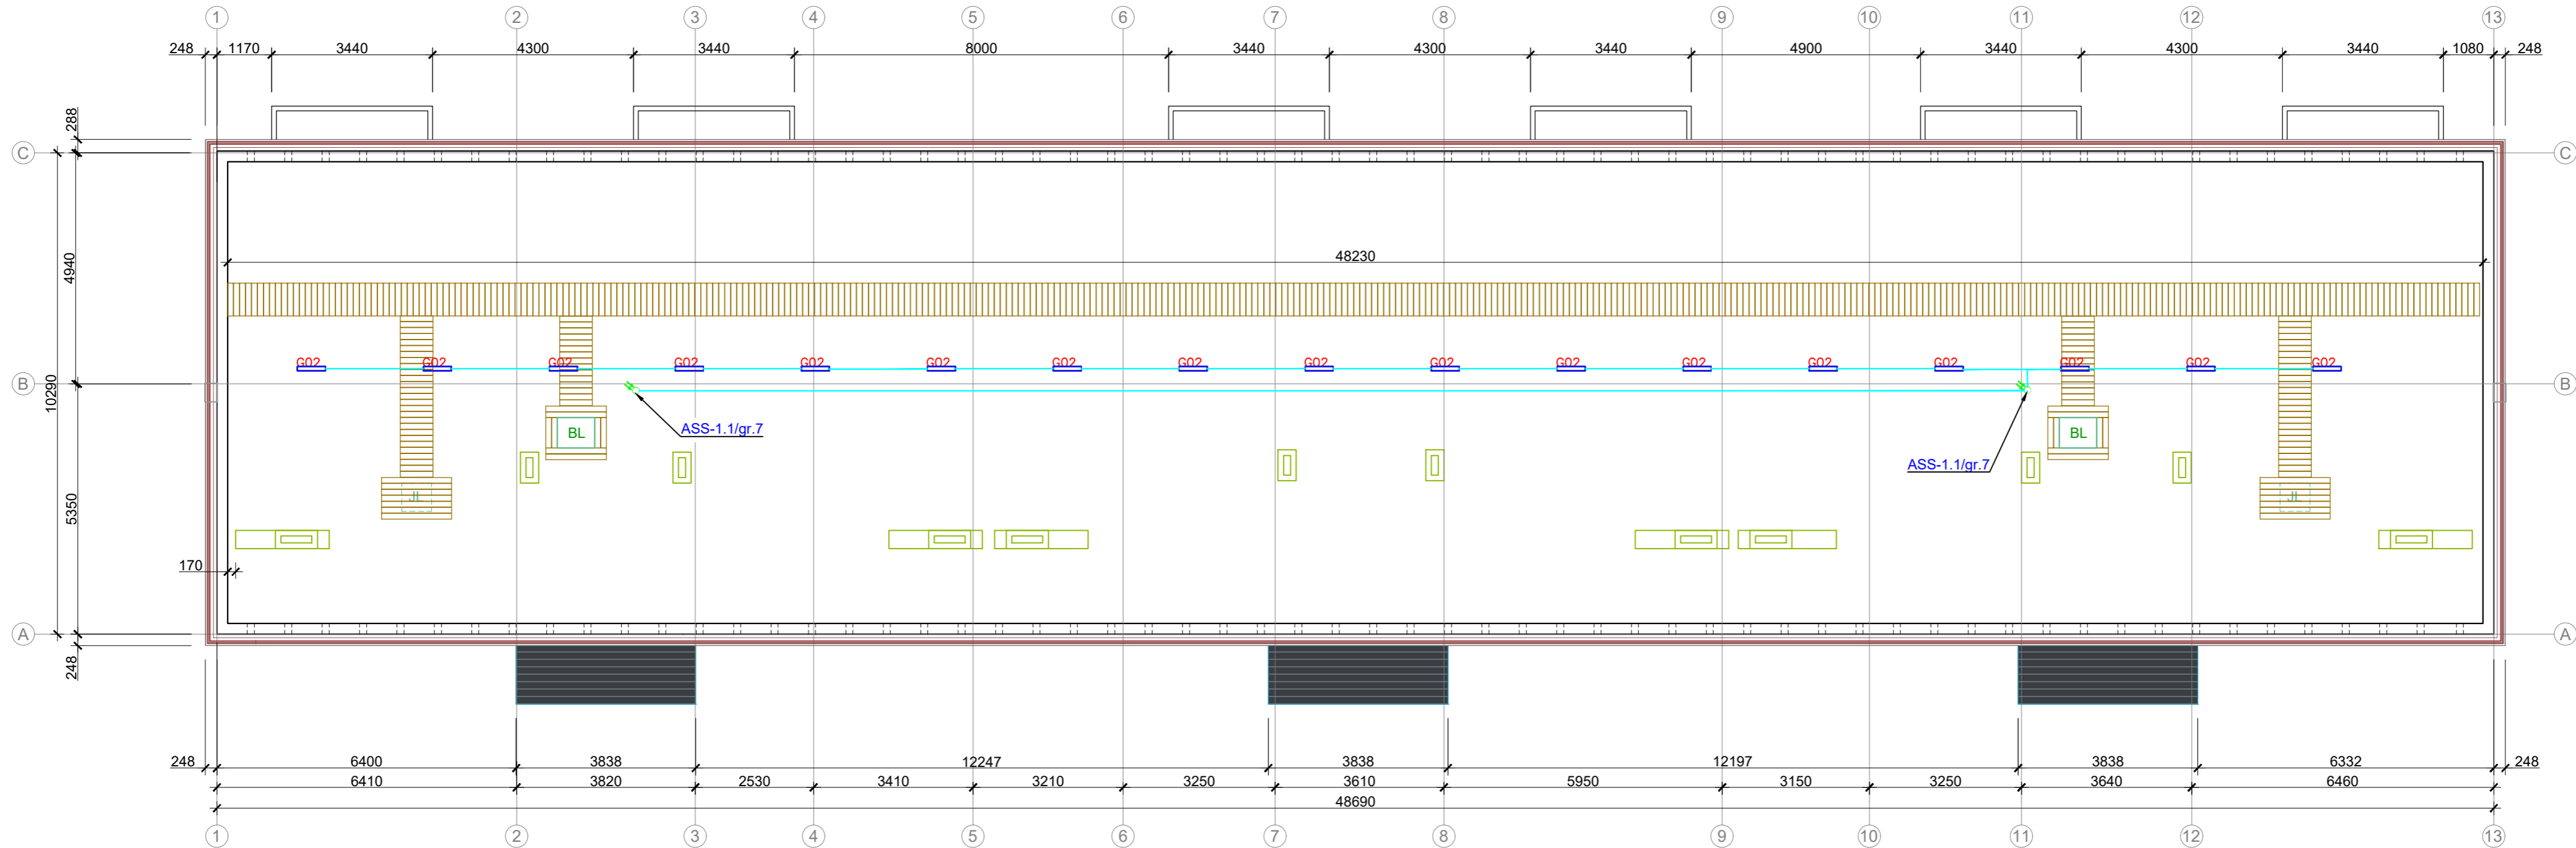 1 2 3 4 5 6 7 8 9 10 11 12 13
248 1170 3440 4300 3440 8000 3440 4300 3440 4900 3440 4300 3440 1080 248
288
C C
4940
48230
G02 G02 G02 G02 G02 G02 G02 G02 G02 G02 G02 G02 G02 G02 G02 G02 G02
B B
10290
ASS-1.1/gr.7
BL BL
ASS-1.1/gr.7
JL JL
5350
170
A A
248
248 6400 3838 12247 3838 12197 3838 6332 248
6410 3820 2530 3410 3210 3250 3610 5950 3150 3250 3640 6460
48690
1 2 3 4 5 6 7 8 9 10 11 12 13